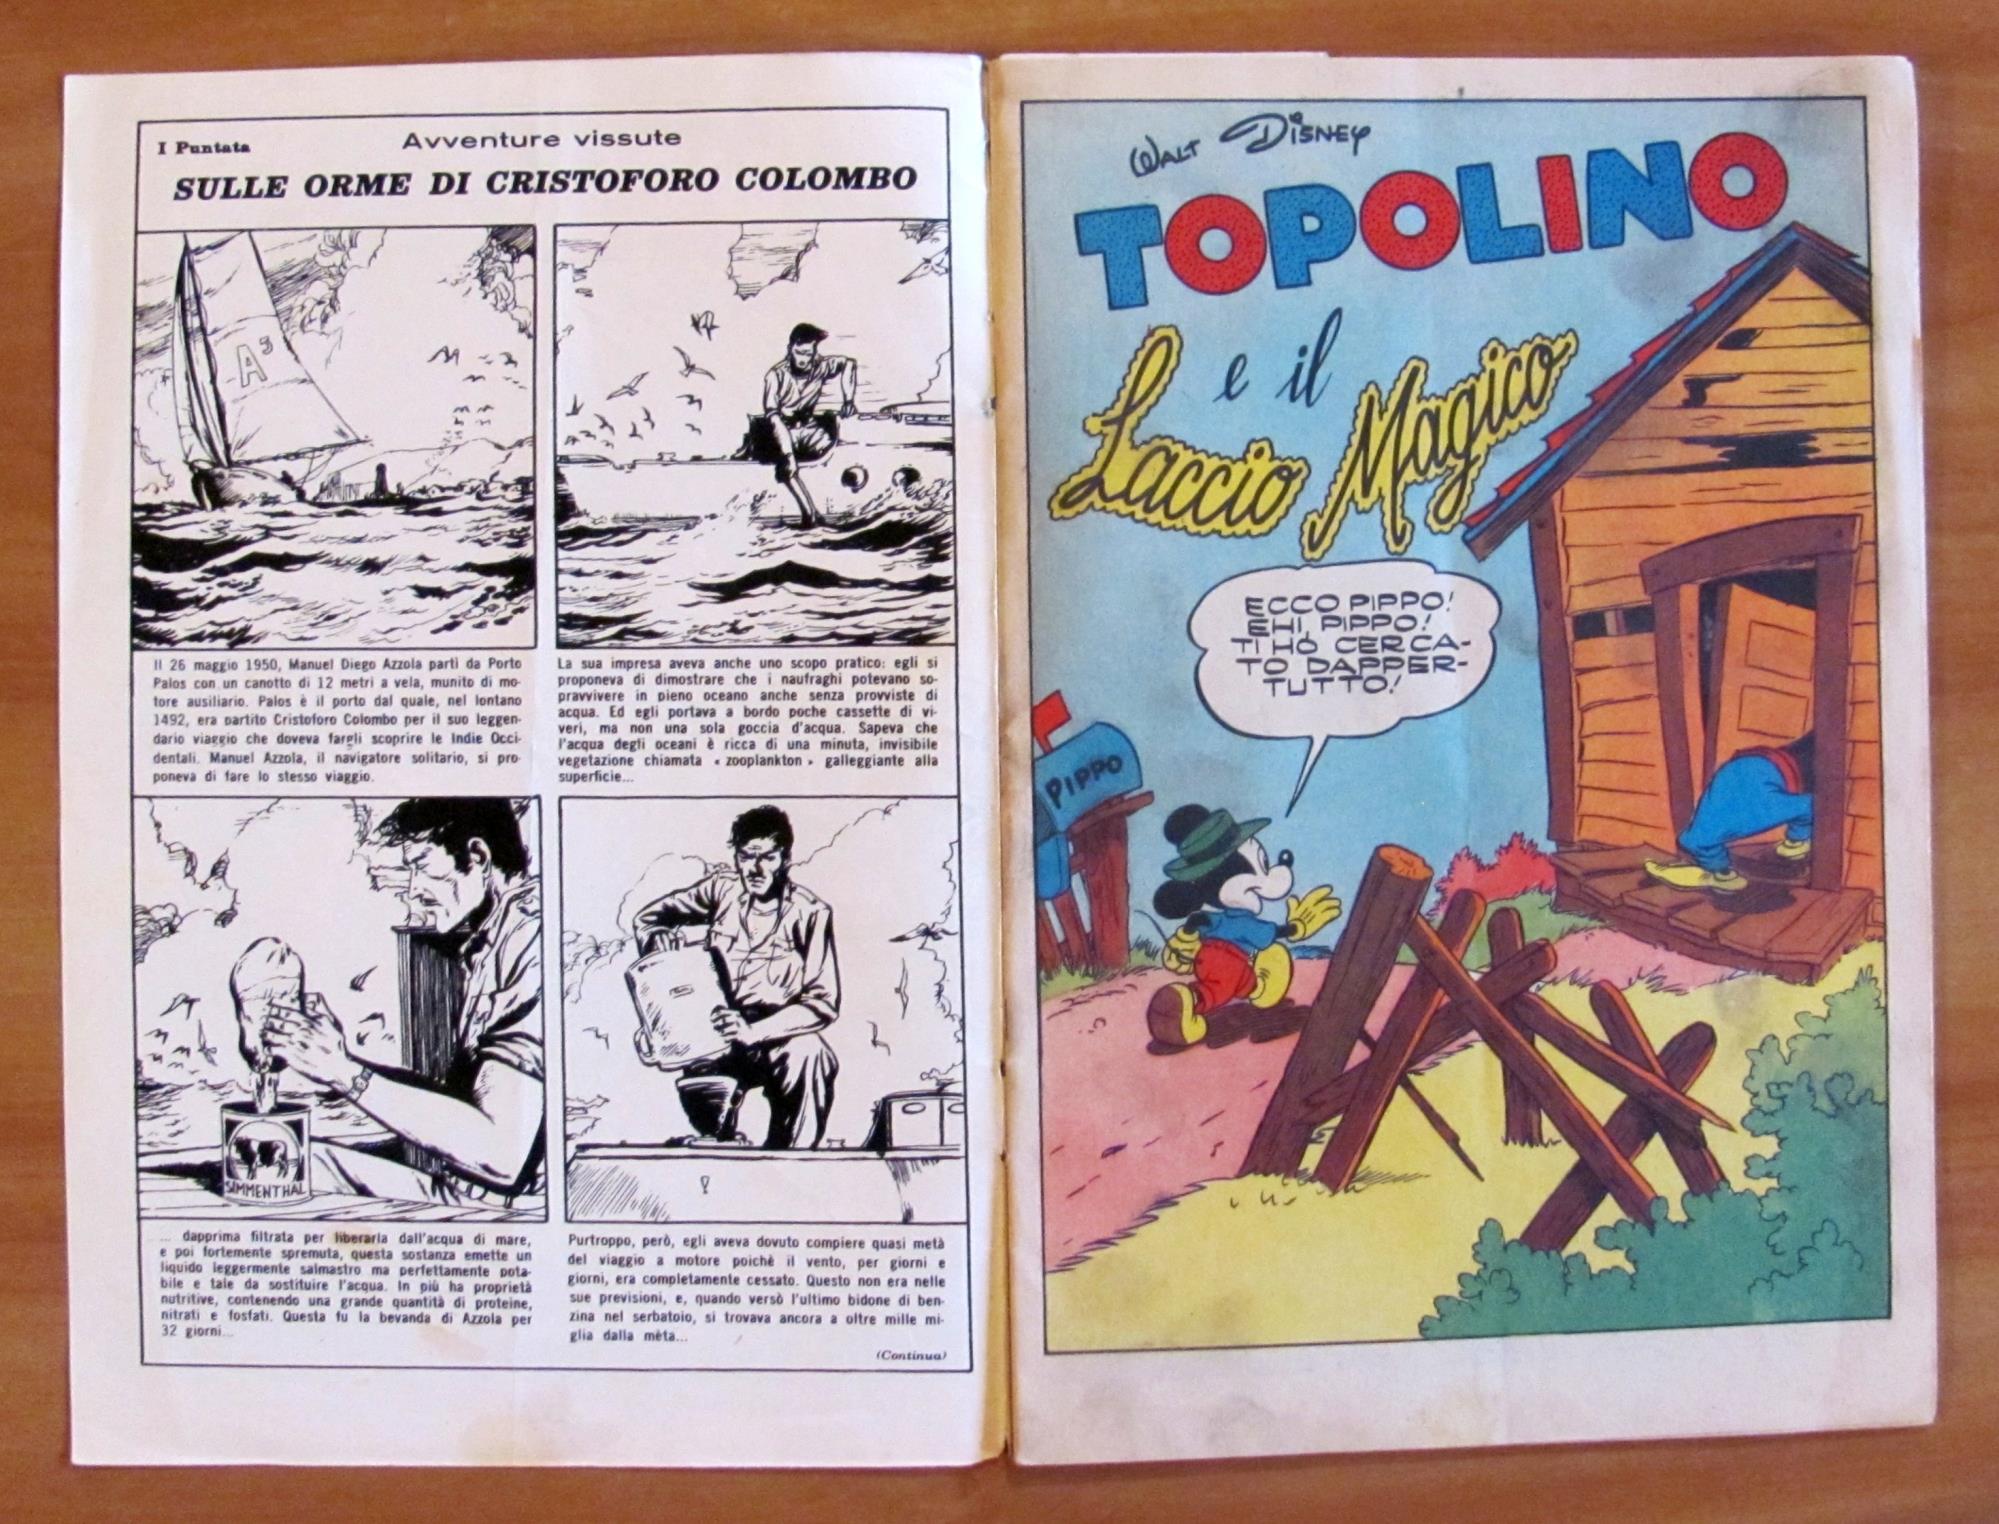 I Puntata
Avventure vissute
SULLE ORME DI CRISTOFORO COLOMBO
A3
Il 26 maggio 1950, Manuel Diego Azzola partì da Porto
Palos con un canotto di 12 metri a vela, munito di mo-
tore ausiliario. Palos è il porto dal quale, nel lontano
1492, era partito Cristoforo Colombo per il suo leggen-
dario viaggio che doveva fargli scoprire le Indie Occi-
dentali. Manuel Azzola, il navigatore solitario, si pro-
poneva di fare lo stesso viaggio.
La sua impresa aveva anche uno scopo pratico: egli si
proponeva di dimostrare che i naufraghi potevano so-
pravvivere in pieno oceano anche senza provviste di
acqua. Ed egli portava a bordo poche cassette di vi-
veri, ma non una sola goccia d'acqua. Sapeva che
l'acqua degli oceani è ricca di una minuta, invisibile
vegetazione chiamata « zooplankton » galleggiante alla
superficie...
SIMMENTHAL
... dapprima filtrata per liberarla dall'acqua di mare,
e poi fortemente spremuta, questa sostanza emette un
liquido leggermente salmastro ma perfettamente pota-
bile e tale da sostituire l'acqua. In più ha proprietà
nutritive, contenendo una grande quantità di proteine,
nitrati e fosfati. Questa fu la bevanda di Azzola per
32 giorni...
Purtroppo, però, egli aveva dovuto compiere quasi metà
del viaggio a motore poichè il vento, per giorni e
giorni, era completamente cessato. Questo non era nelle
sue previsioni, e, quando versò l'ultimo bidone di ben-
zina nel serbatoio, si trovava ancora a oltre mille mi-
glia dalla mèta...
(Continua)
WALT DISNEY
TOPOLINO
e il
Laccio Magico
ECCO PIPPO!
EHI, PIPPO!
TI HO CERCA-
TO DAPPER-
TUTTO!
PIPPO